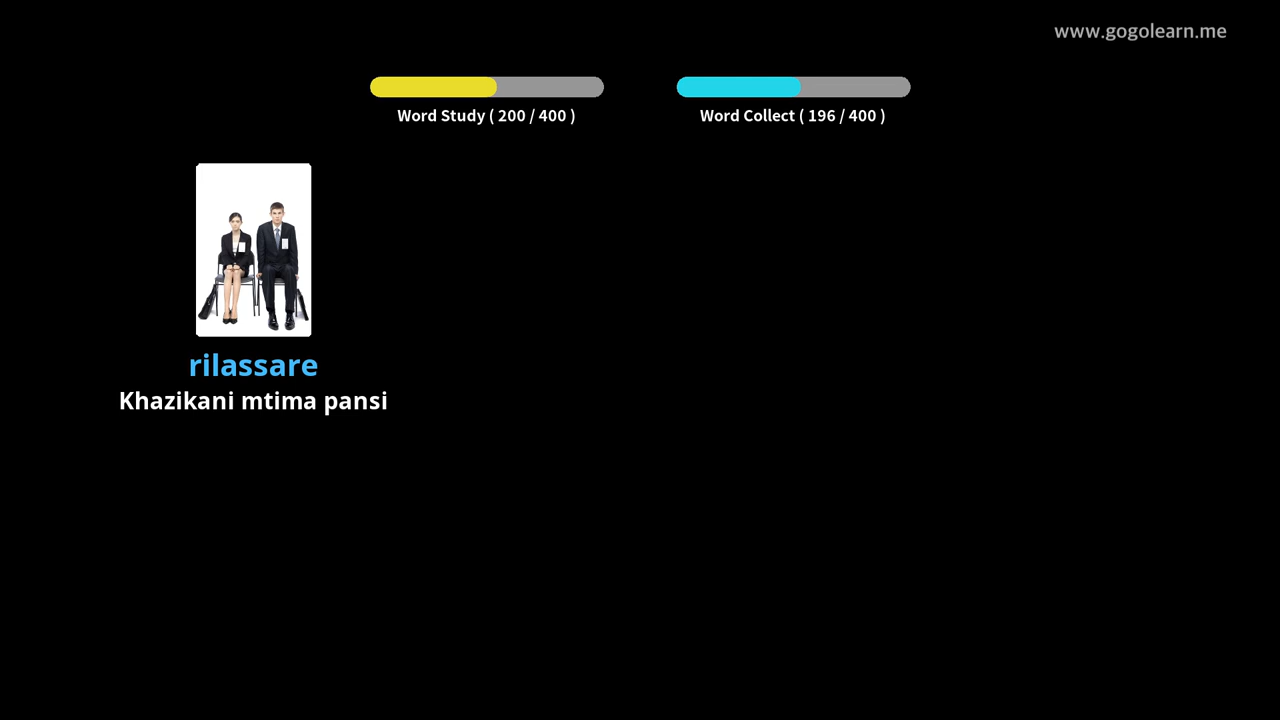 www.gogolearn.me
Word Study ( 200 / 400 )
Word Collect ( 196 / 400 )
rilassare
Khazikani mtima pansi